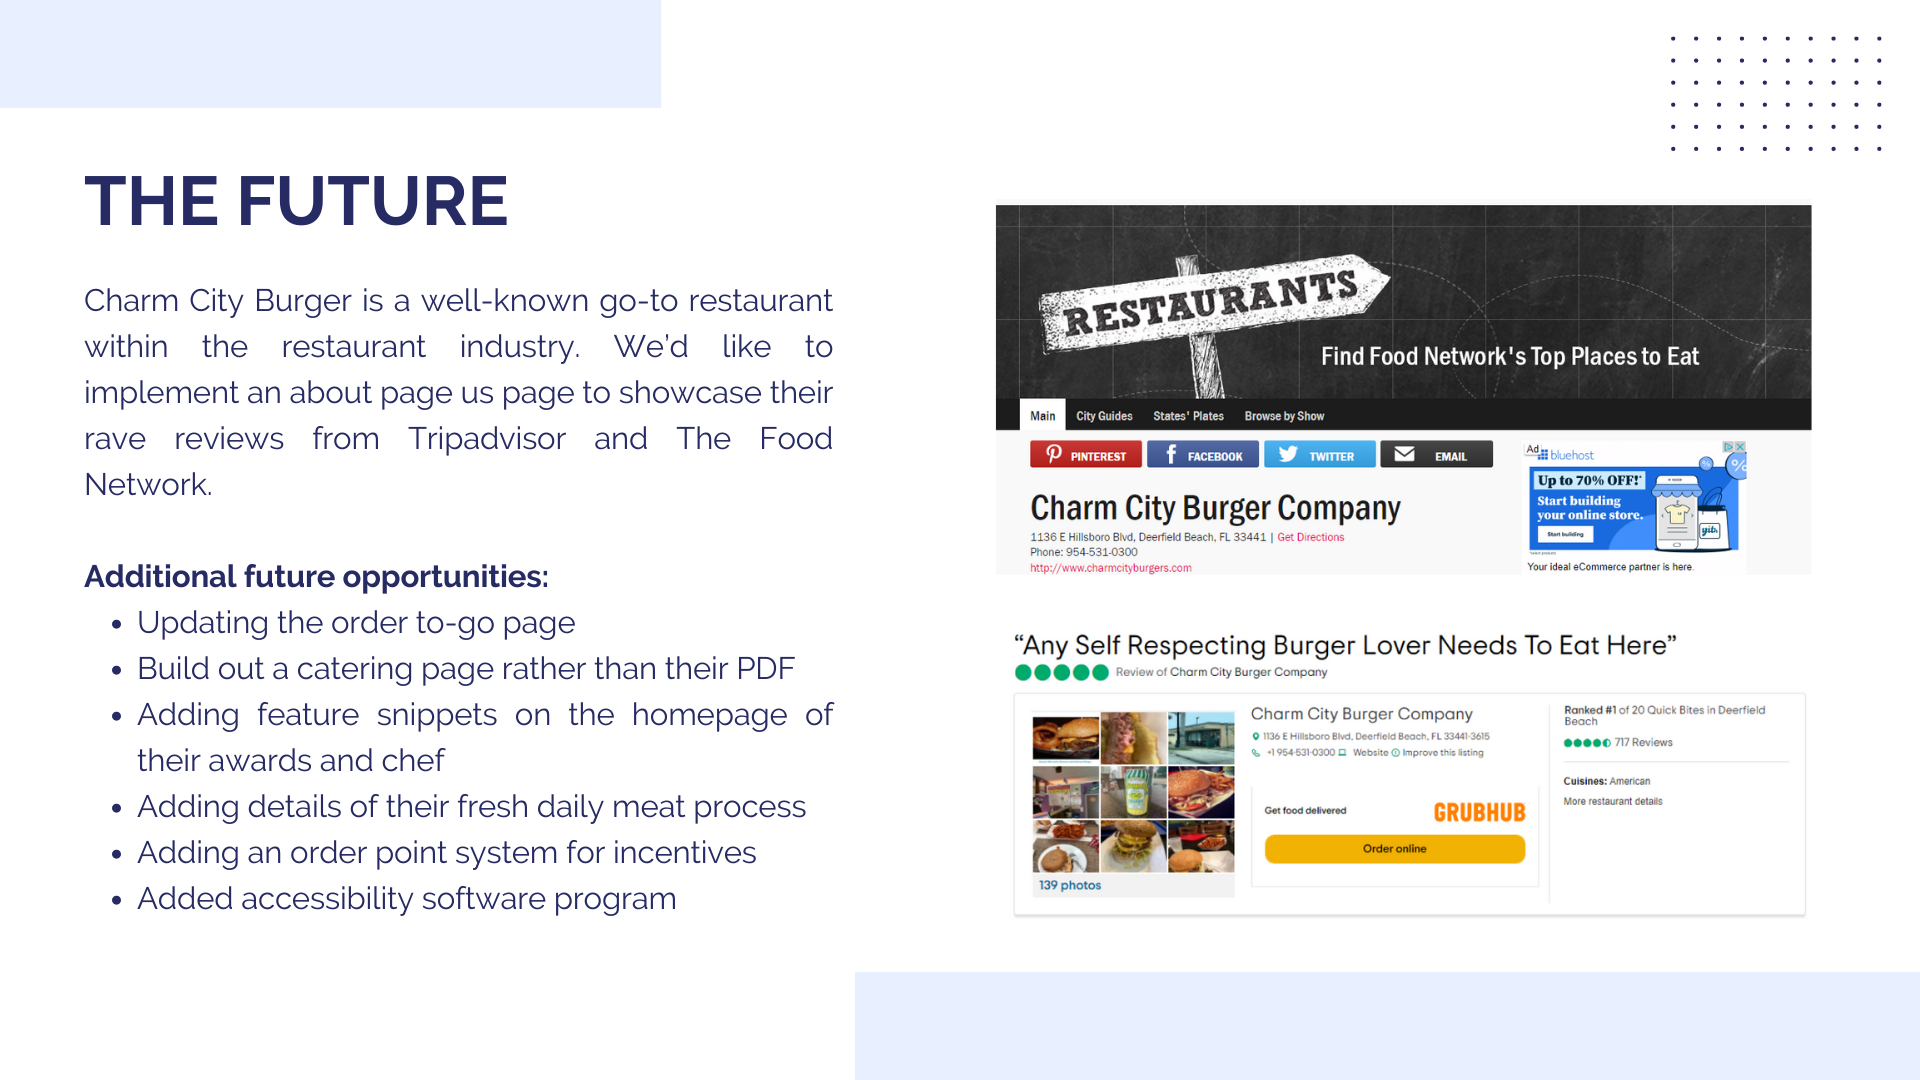 THE FUTURE
Charm City Burger is a well-known go-to restaurant
within the restaurant industry. We’d like to
implement an about page us page to showcase their
rave reviews from Tripadvisor and The Food
Network.
Additional future opportunities:
• Updating the order to-go page
• Build out a catering page rather than their PDF
• Adding feature snippets on the homepage of
their awards and chef
• Adding details of their fresh daily meat process
• Adding an order point system for incentives
• Added accessibility software program
RESTAURANTS
Find Food Network's Top Places to Eat
Main City Guides States' Plates Browse by Show
PINTEREST FACEBOOK TWITTER EMAIL
Charm City Burger Company
1136 E Hillsboro Blvd, Deerfield Beach, FL 33441 | Get Directions
Phone: 954-531-0300
http://www.charmcityburgers.com
Ad
bluehost
Up to 70% OFF!*
Start building
your online store.
Start building
Your ideal eCommerce partner is here.
“Any Self Respecting Burger Lover Needs To Eat Here”
Review of Charm City Burger Company
139 photos
Charm City Burger Company
1136 E Hillsboro Blvd, Deerfield Beach, FL 33441-3615
+1 954-531-0300 Website Improve this listing
Get food delivered
GRUBHUB
Order online
Ranked #1 of 20 Quick Bites in Deerfield
Beach
717 Reviews
Cuisines: American
More restaurant details